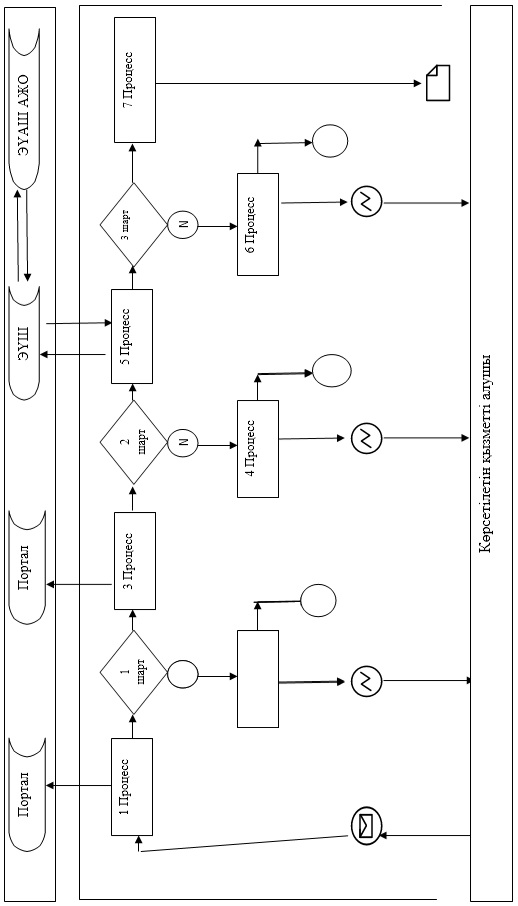 Портал
Портал
ЭҮШ
ЭҮАШ АЖО
1 Процесс
1
шарт
3 Процесс
2
шарт
N
4 Процесс
5 Процесс
3 шарт
N
6 Процесс
7 Процесс
Көрсетілетін қызметті алушы